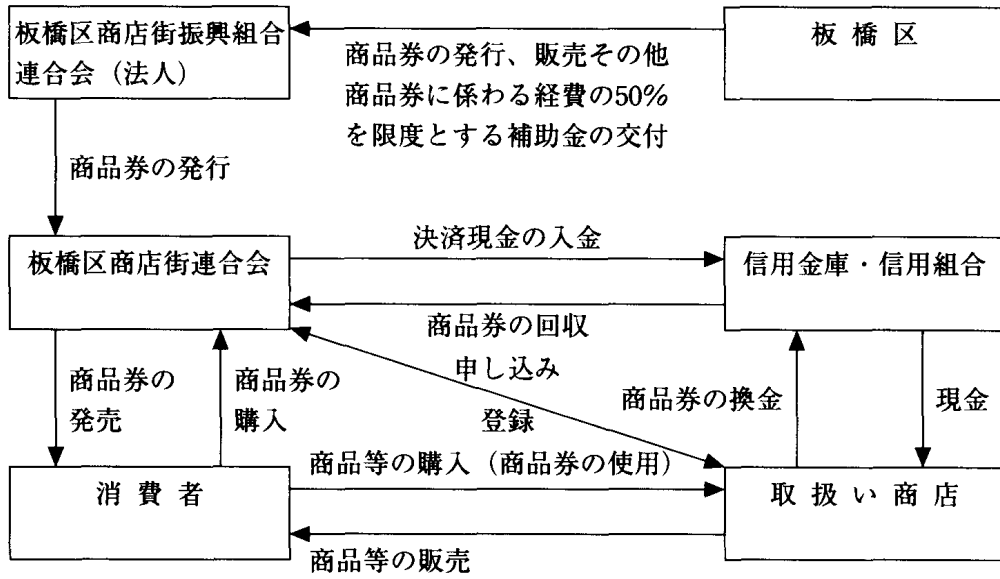 板橋区商店街振興組合
連合会(法人)
板 橋 区
商品券の発行、販売その他
商品券に係わる経費の50%
を限度とする補助金の交付
商品券の発行
板橋区商店街連合会
決済現金の入金
信用金庫・信用組合
商品券の回収
申し込み
登録
商品券の
発売
商品券の
購入
商品券の換金
現金
商品等の購入(商品券の使用)
消 費 者
取 扱 い 商 店
商品等の販売